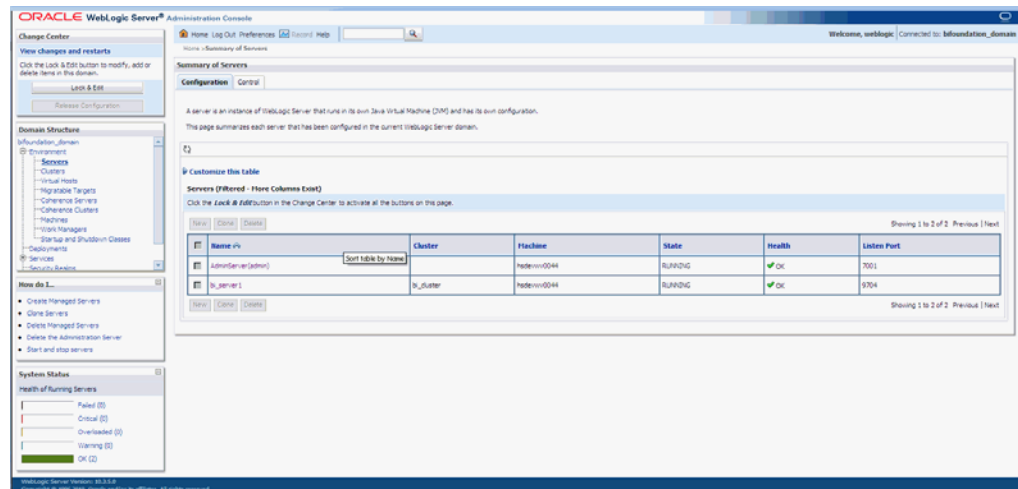 ORACLE WebLogic Server® Administration Console
Change Center
View changes and restarts
Click the Lock & Edit button to modify, add or
delete items in this domain.
Lock & Edit
Release Configuration
Domain Structure
bifoundation_domain
Environment
Servers
Clusters
Virtual Hosts
Migratable Targets
Coherence Servers
Coherence Clusters
Machines
Work Managers
Startup and Shutdown Classes
Deployments
Services
Security Realms
How do I...
Create Managed Servers
Clone Servers
Delete Managed Servers
Delete the Administration Server
Start and stop servers
System Status
Health of Running Servers
Failed (0)
Critical (0)
Overloaded (0)
Warning (0)
OK (2)
Home Log Out Preferences Record Help
Welcome, weblogic Connected to: bifoundation_domain
Home >Summary of Servers
Summary of Servers
Configuration Control
A server is an instance of WebLogic Server that runs in its own Java Virtual Machine (JVM) and has its own configuration.
This page summarizes each server that has been configured in the current WebLogic Server domain.
Customize this table
Servers (Filtered - More Columns Exist)
Click the Lock & Edit button in the Change Center to activate all the buttons on this page.
New Clone Delete Showing 1 to 2 of 2 Previous | Next
Name Cluster Machine State Health Listen Port
Sort table by Name
AdminServer(admin) RUNNING OK 7001
bi_server1 bi_cluster RUNNING OK 9704
New Clone Delete Showing 1 to 2 of 2 Previous | Next
WebLogic Server Version: 10.3.5.0